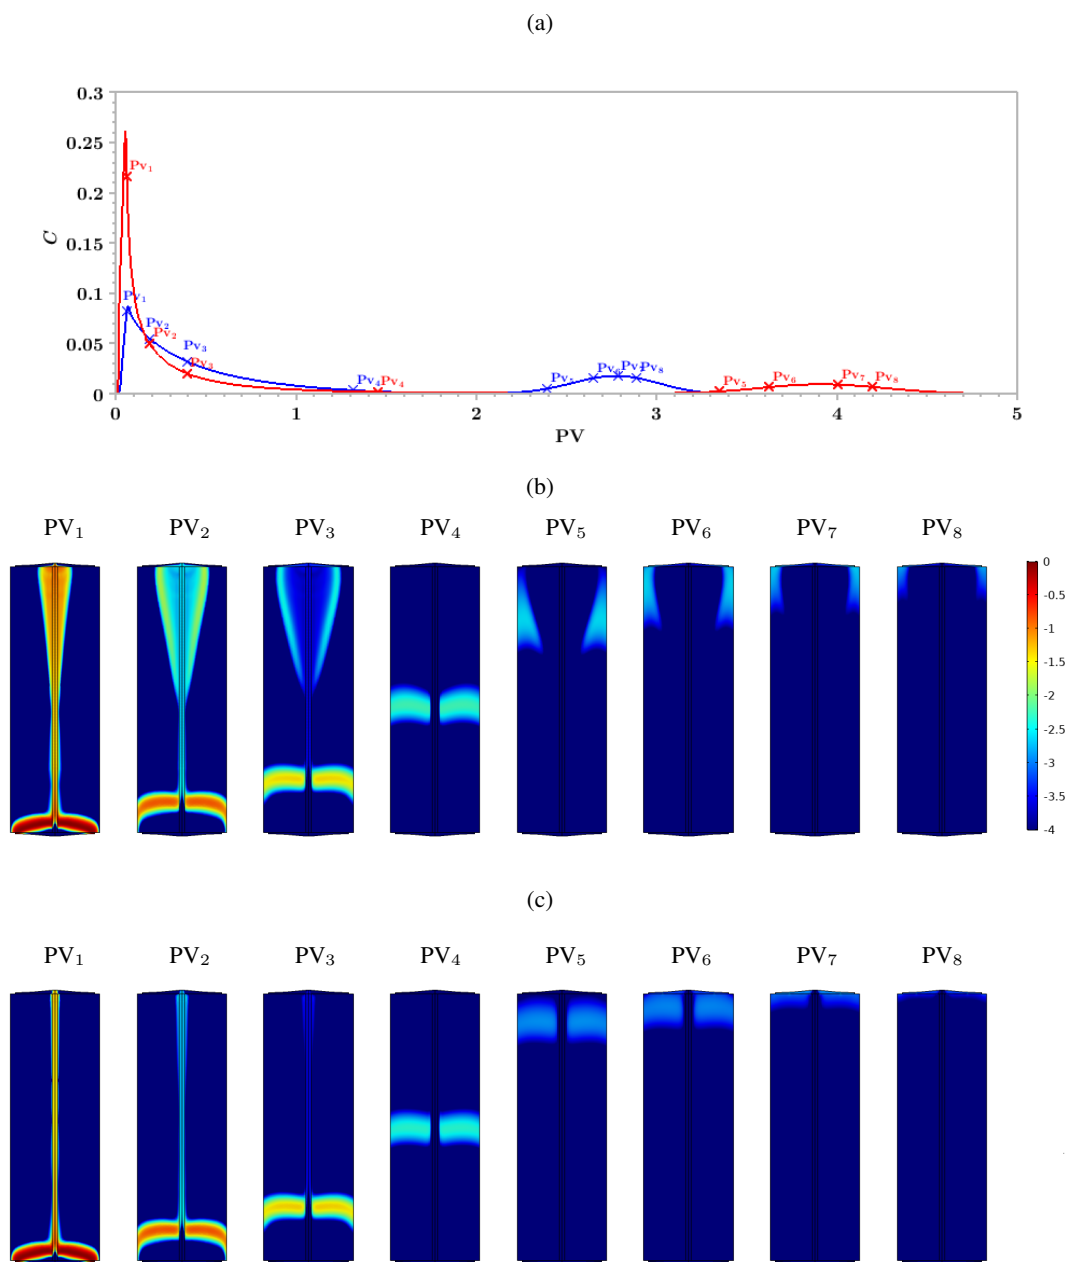 (a)
0.3
0.25
0.2
0.15
0.1
0.05
0
C
Pv₁
Pv₁
Pv₂
Pv₂
Pv₃
Pv₃
Pv₄
Pv₄
Pv₅
Pv₆
Pv₇
Pv₈
Pv₅
Pv₆
Pv₇
Pv₈
0 1 2 3 4 5
PV
(b)
PV₁ PV₂ PV₃ PV₄ PV₅ PV₆ PV₇ PV₈
0
-0.5
-1
-1.5
-2
-2.5
-3
-3.5
-4
(c)
PV₁ PV₂ PV₃ PV₄ PV₅ PV₆ PV₇ PV₈